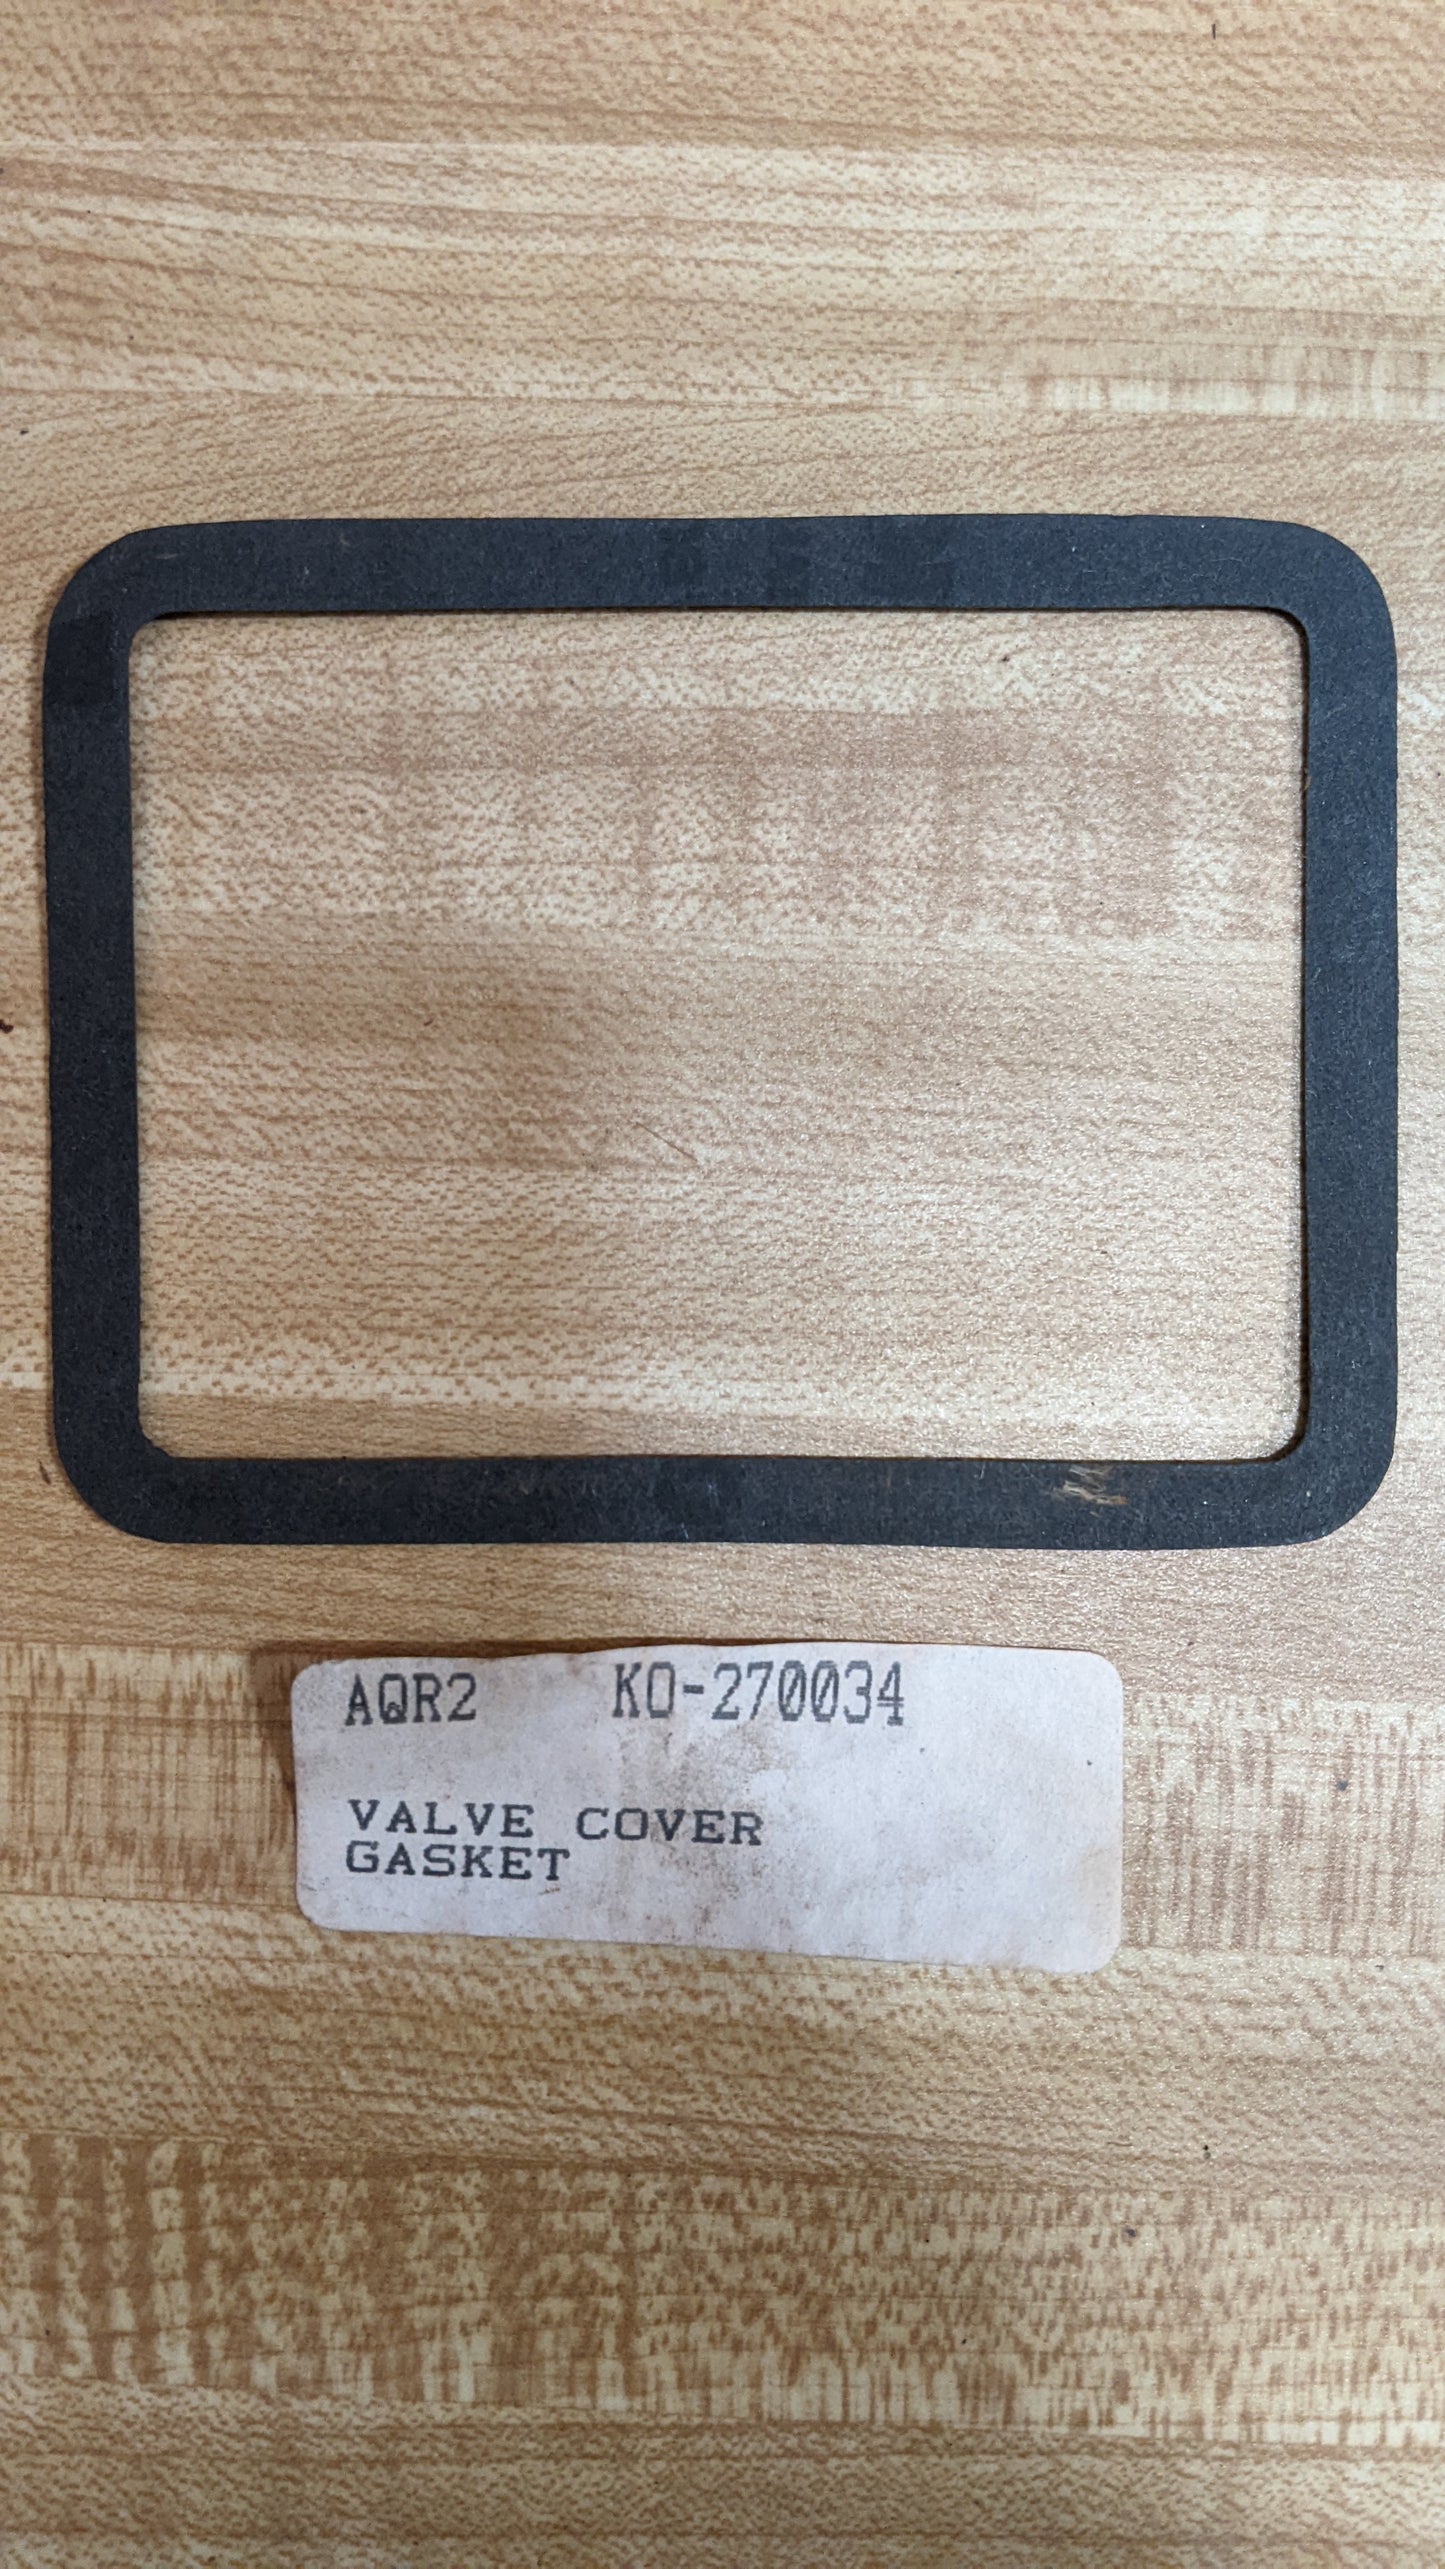 AQR2 KO-270034
VALVE COVER
GASKET